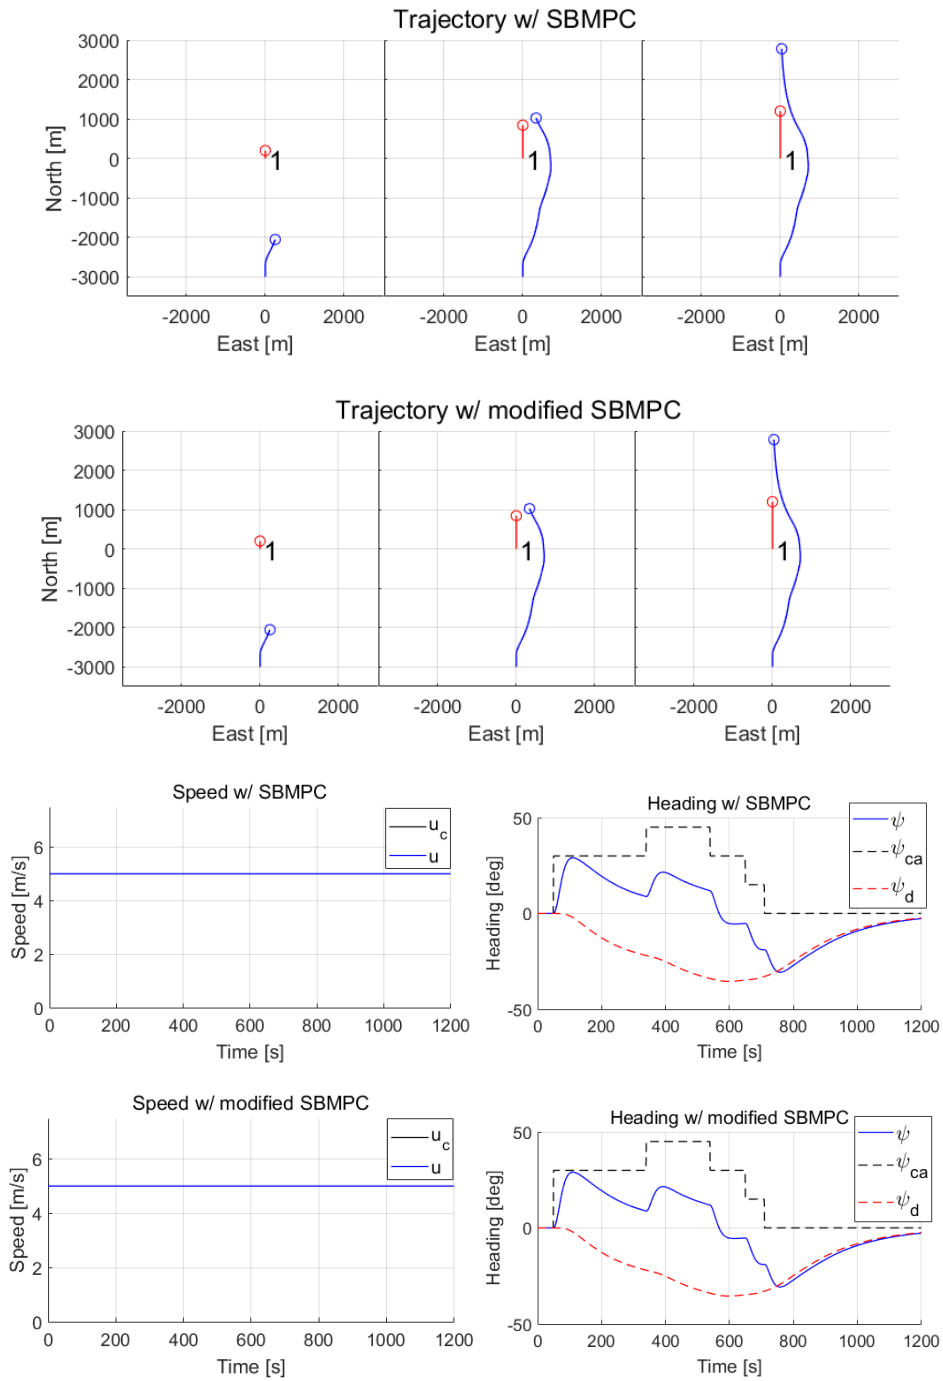 Trajectory w/ SBMPC
3000
2000
1000
0
-1000
-2000
-3000
North [m]
1
1
1
-2000 0 2000
-2000 0 2000
-2000 0 2000
East [m]
East [m]
East [m]
Trajectory w/ modified SBMPC
3000
2000
1000
0
-1000
-2000
-3000
North [m]
1
1
1
-2000 0 2000
-2000 0 2000
-2000 0 2000
East [m]
East [m]
East [m]
Speed w/ SBMPC
u_c
u
6
4
2
0
Speed [m/s]
0 200 400 600 800 1000 1200
Time [s]
Heading w/ SBMPC
ψ
ψ_ca
ψ_d
50
0
-50
Heading [deg]
0 200 400 600 800 1000 1200
Time [s]
Speed w/ modified SBMPC
u_c
u
6
4
2
0
Speed [m/s]
0 200 400 600 800 1000 1200
Time [s]
Heading w/ modified SBMPC
ψ
ψ_ca
ψ_d
50
0
-50
Heading [deg]
0 200 400 600 800 1000 1200
Time [s]